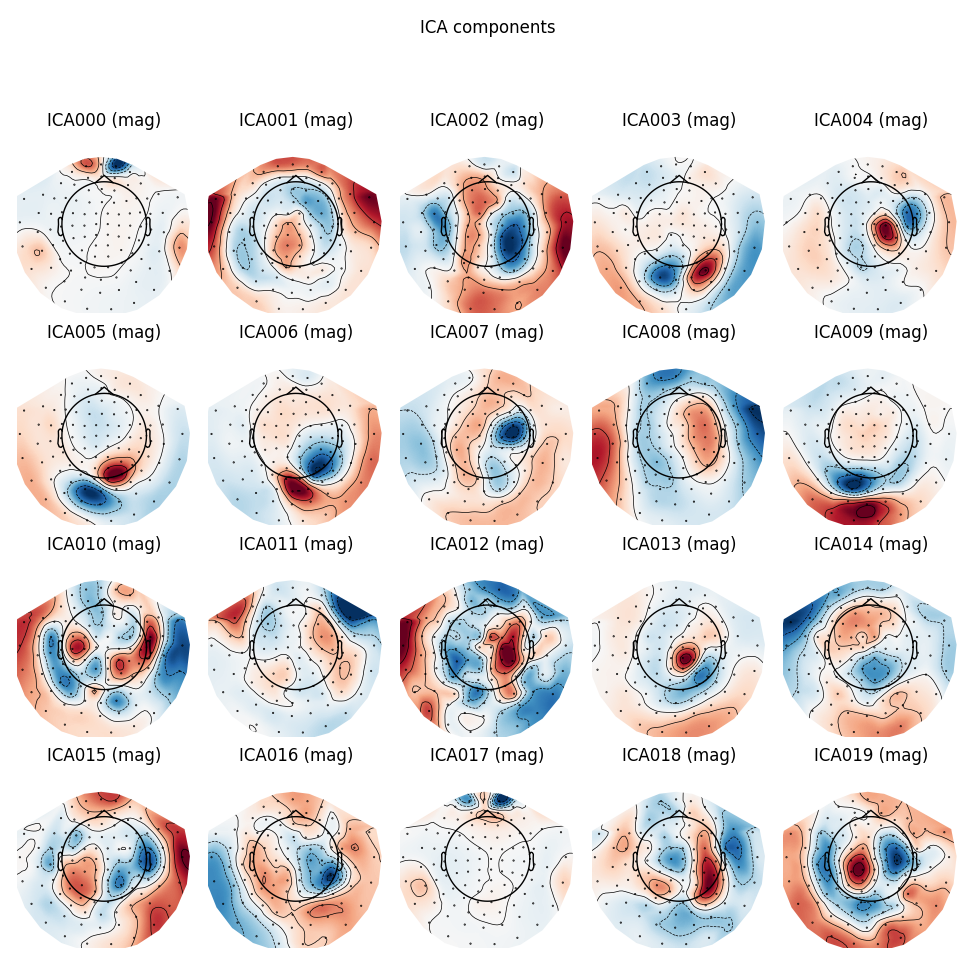 ICA components
ICA000 (mag) ICA001 (mag) ICA002 (mag) ICA003 (mag) ICA004 (mag)
ICA005 (mag) ICA006 (mag) ICA007 (mag) ICA008 (mag) ICA009 (mag)
ICA010 (mag) ICA011 (mag) ICA012 (mag) ICA013 (mag) ICA014 (mag)
ICA015 (mag) ICA016 (mag) ICA017 (mag) ICA018 (mag) ICA019 (mag)